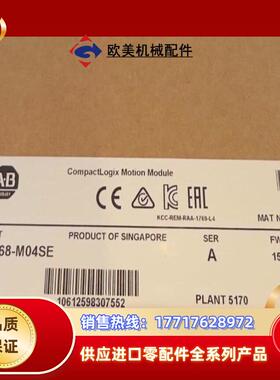 欧美机械配件
A-B
CompactLogix Motion Module
CE
EAC
KCC-REM-RAA-1769-L4
MAT N
T
PRODUCT OF SINGAPORE
SER
FW
68-M04SE
A
15
10612598307552
PLANT 5170
销售热线: 17717628972
供应进口零配件全系列产品